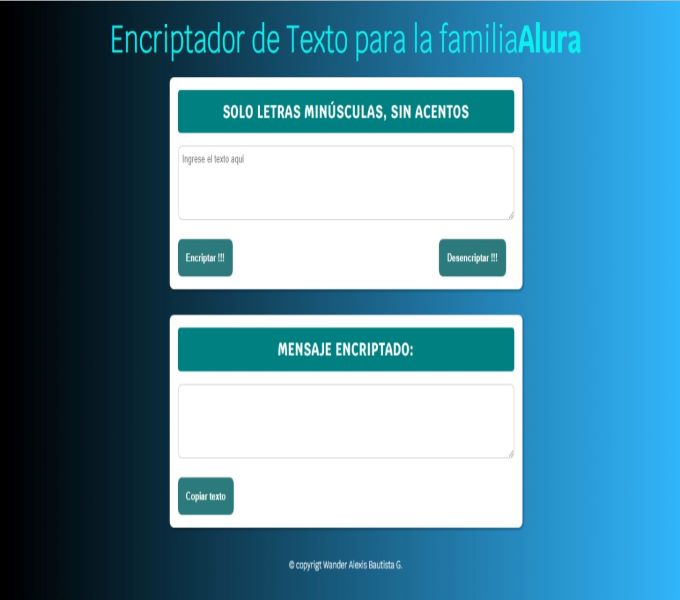 Encriptador de Texto para la familiaAlura
SOLO LETRAS MINÚSCULAS, SIN ACENTOS
Ingrese el texto aqui
Encriptar !!! Desencriptar !!!
MENSAJE ENCRIPTADO:
Copiar texto
© copyrigt Wander Alexis Bautista G.